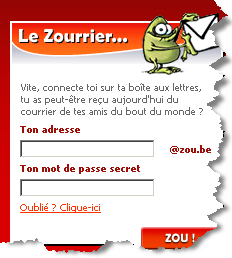 Le Zourrier...
Vite, connecte toi sur ta boîte aux lettres,
tu as peut-être reçu aujourd'hui du
courrier de tes amis du bout du monde ?
Ton adresse
@zou.be
Ton mot de passe secret
Oublié ? Clique-ici
ZOU !